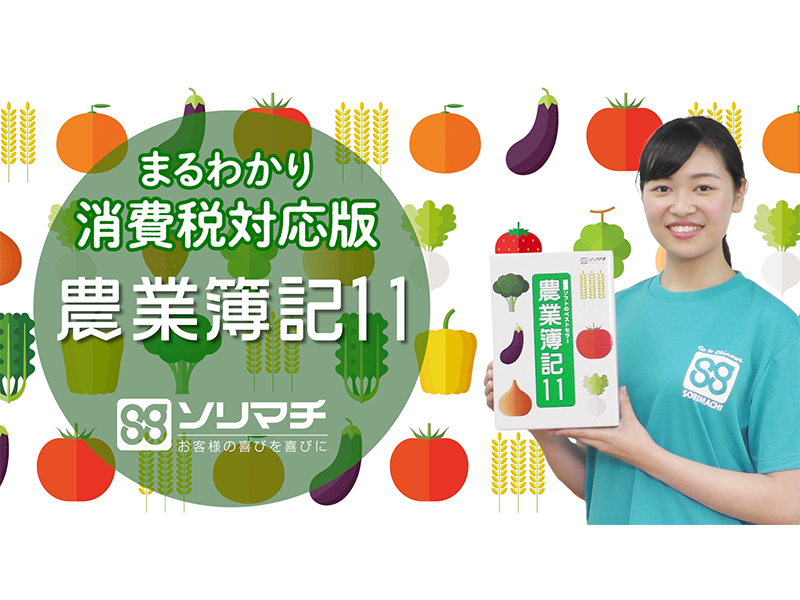 まるわかり
消費税対応版
農業簿記11
ソリマチ
お客様の喜びを喜びに
ソリマチ
ソフトのベストセラー
農業簿記11
SORIMACHI